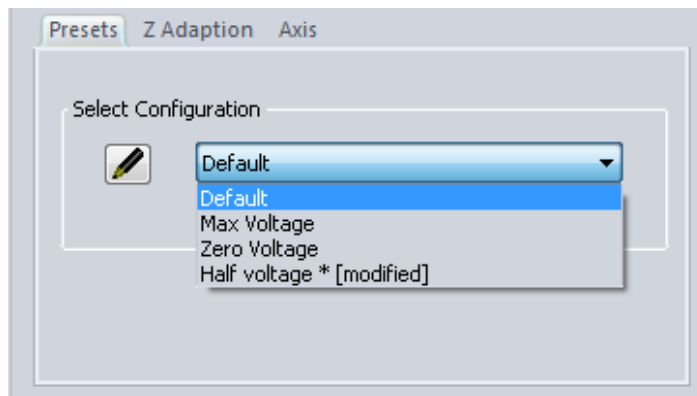 Presets Z Adaption Axis
Select Configuration
Default
Default
Max Voltage
Zero Voltage
Half voltage * [modified]